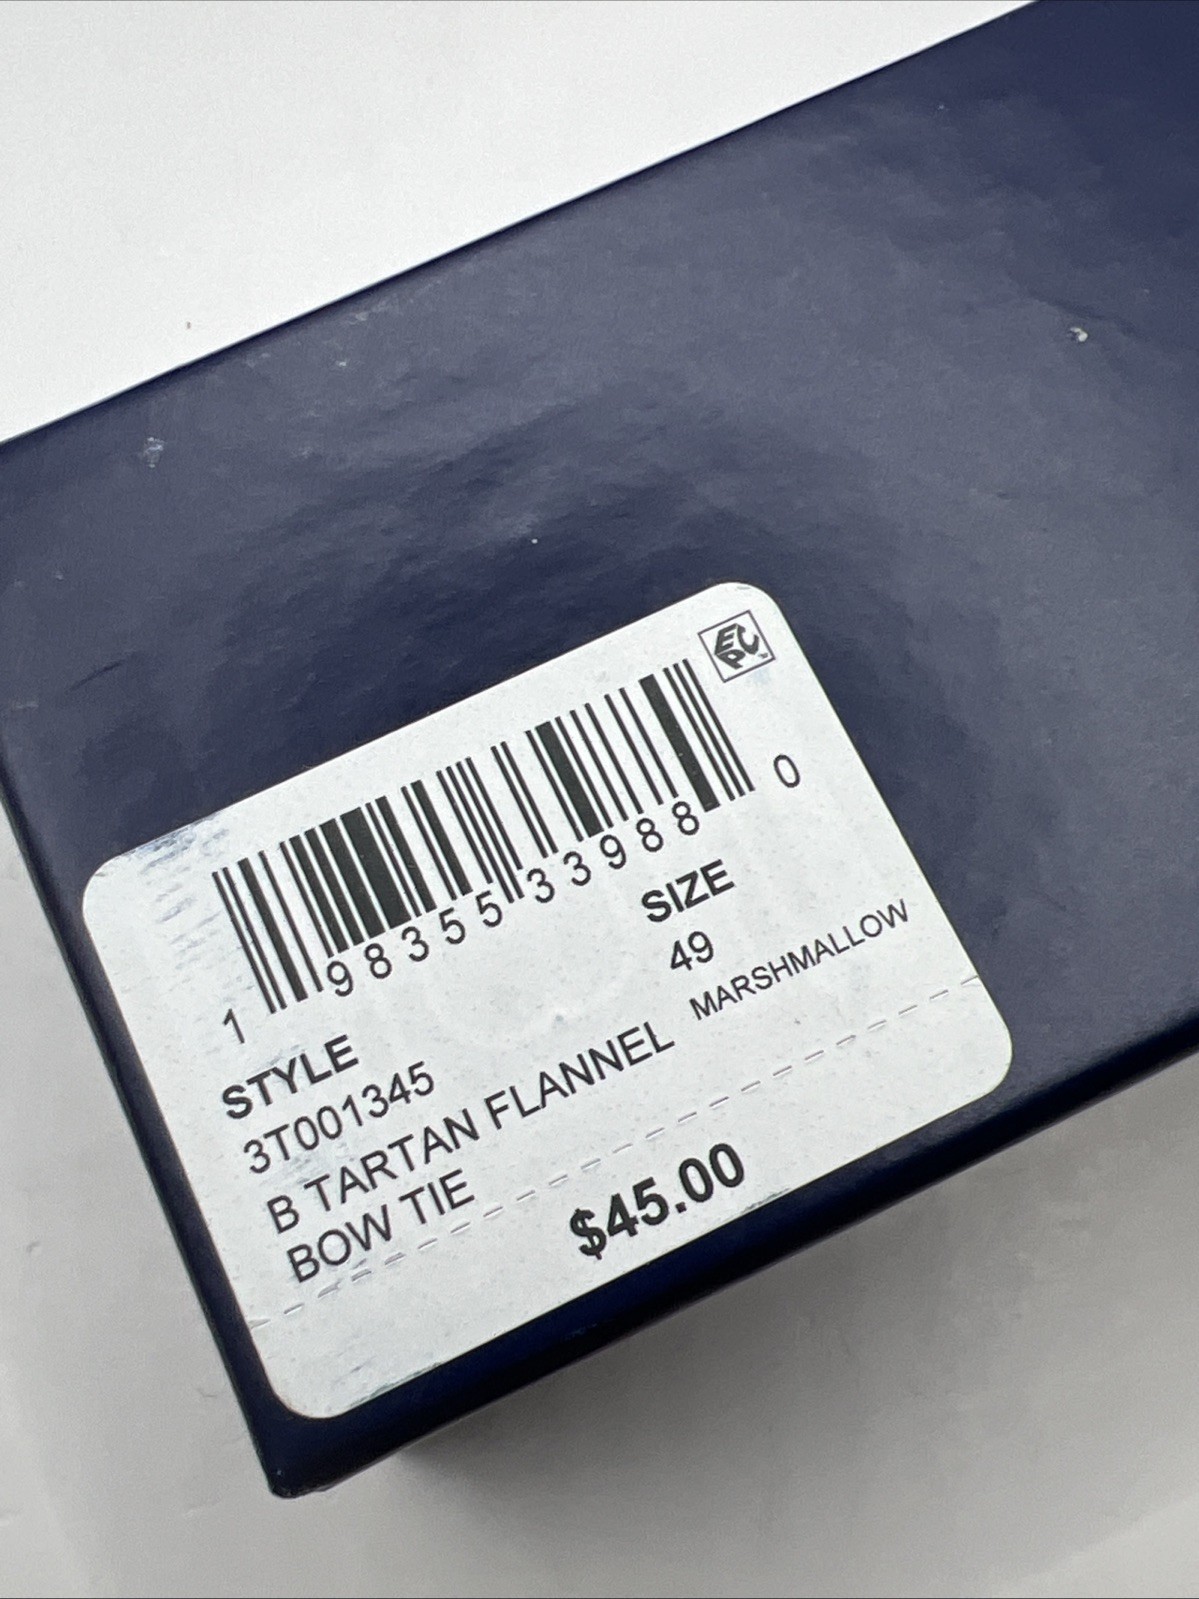 EPC
1 98355 33988 0
STYLE
SIZE
3T001345
49
B TARTAN FLANNEL
MARSHMALLOW
BOW TIE
$45.00